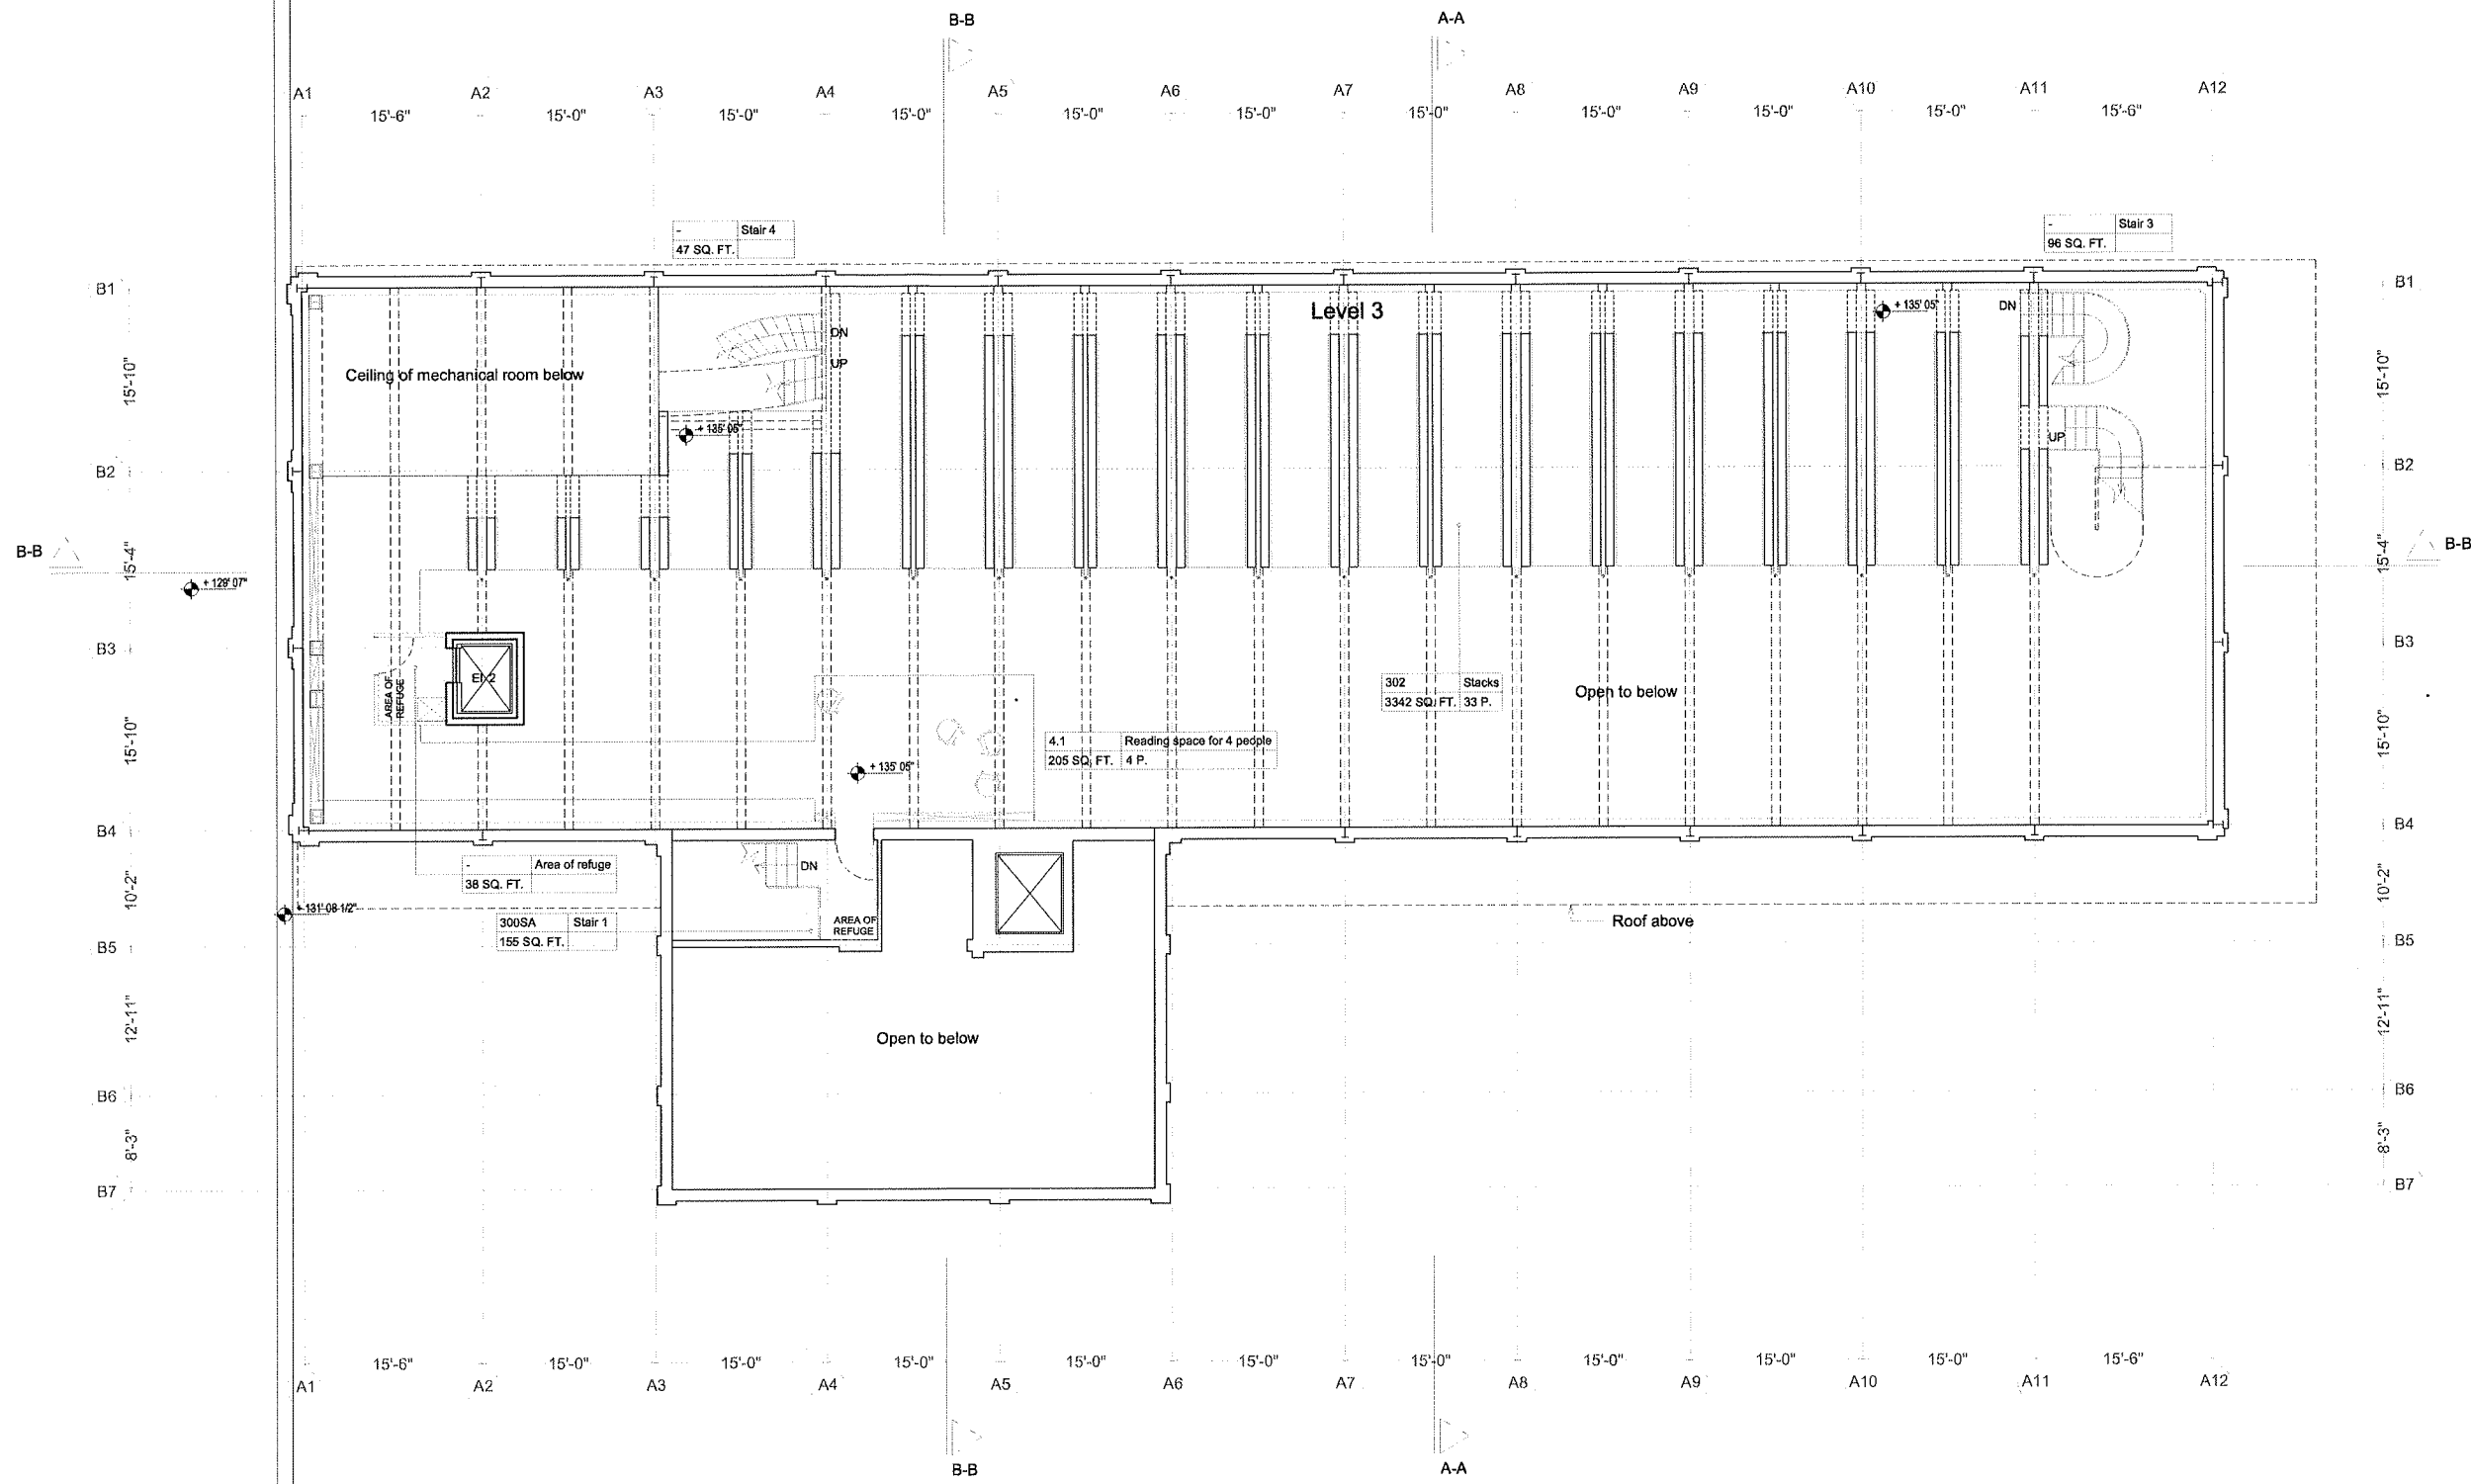 B-B A-A
A1 A2 A3 A4 A5 A6 A7 A8 A9 A10 A11 A12
15'-6" 15'-0" 15'-0" 15'-0" 15'-0" 15'-0" 15'-0" 15'-0" 15'-0" 15'-0" 15'-6"
- Stair 4
47 SQ. FT.
- Stair 3
96 SQ. FT.
B1 B1
Level 3
+ 135' 05"
DN
DN
UP
15'-10" 15'-10"
Ceiling of mechanical room below
+ 135' 05"
UP
B2 B2
B-B B-B
15'-4" 15'-4"
+ 129' 07"
B3 B3
El 2
AREA OF
REFUGE
302 Stacks
3342 SQ. FT. 33 P.
Open to below
15'-10" 15'-10"
4.1 Reading space for 4 people
205 SQ. FT. 4 P.
+ 135' 05"
B4 B4
- Area of refuge
38 SQ. FT.
DN
10'-2" 10'-2"
+ 131' 08-1/2"
300SA Stair 1
155 SQ. FT.
AREA OF
REFUGE
Roof above
B5 B5
12'-11" 12'-11"
Open to below
B6 B6
8'-3" 8'-3"
B7 B7
15'-6" 15'-0" 15'-0" 15'-0" 15'-0" 15'-0" 15'-0" 15'-0" 15'-0" 15'-0" 15'-6"
A1 A2 A3 A4 A5 A6 A7 A8 A9 A10 A11 A12
B-B A-A